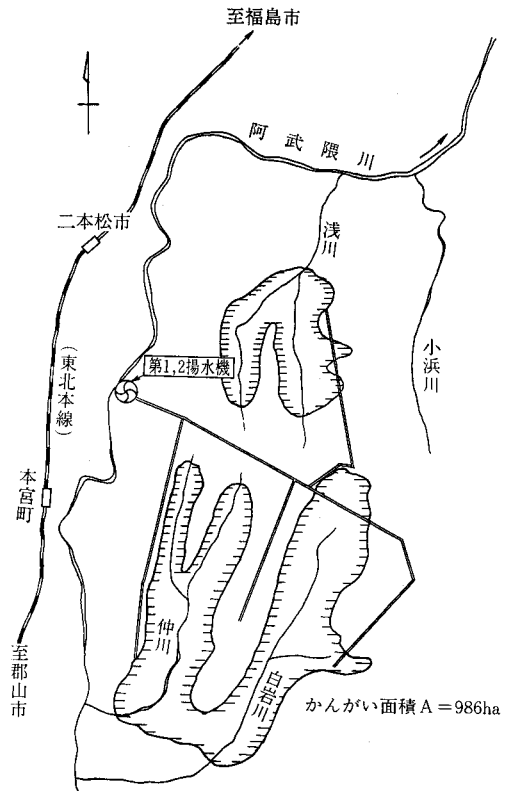 至福島市
阿武隈川
二本松市
浅川
第1,2揚水機
小浜川
(東北本線)
本宮町
仲川
白岩川
至郡山市
かんがい面積A=986ha